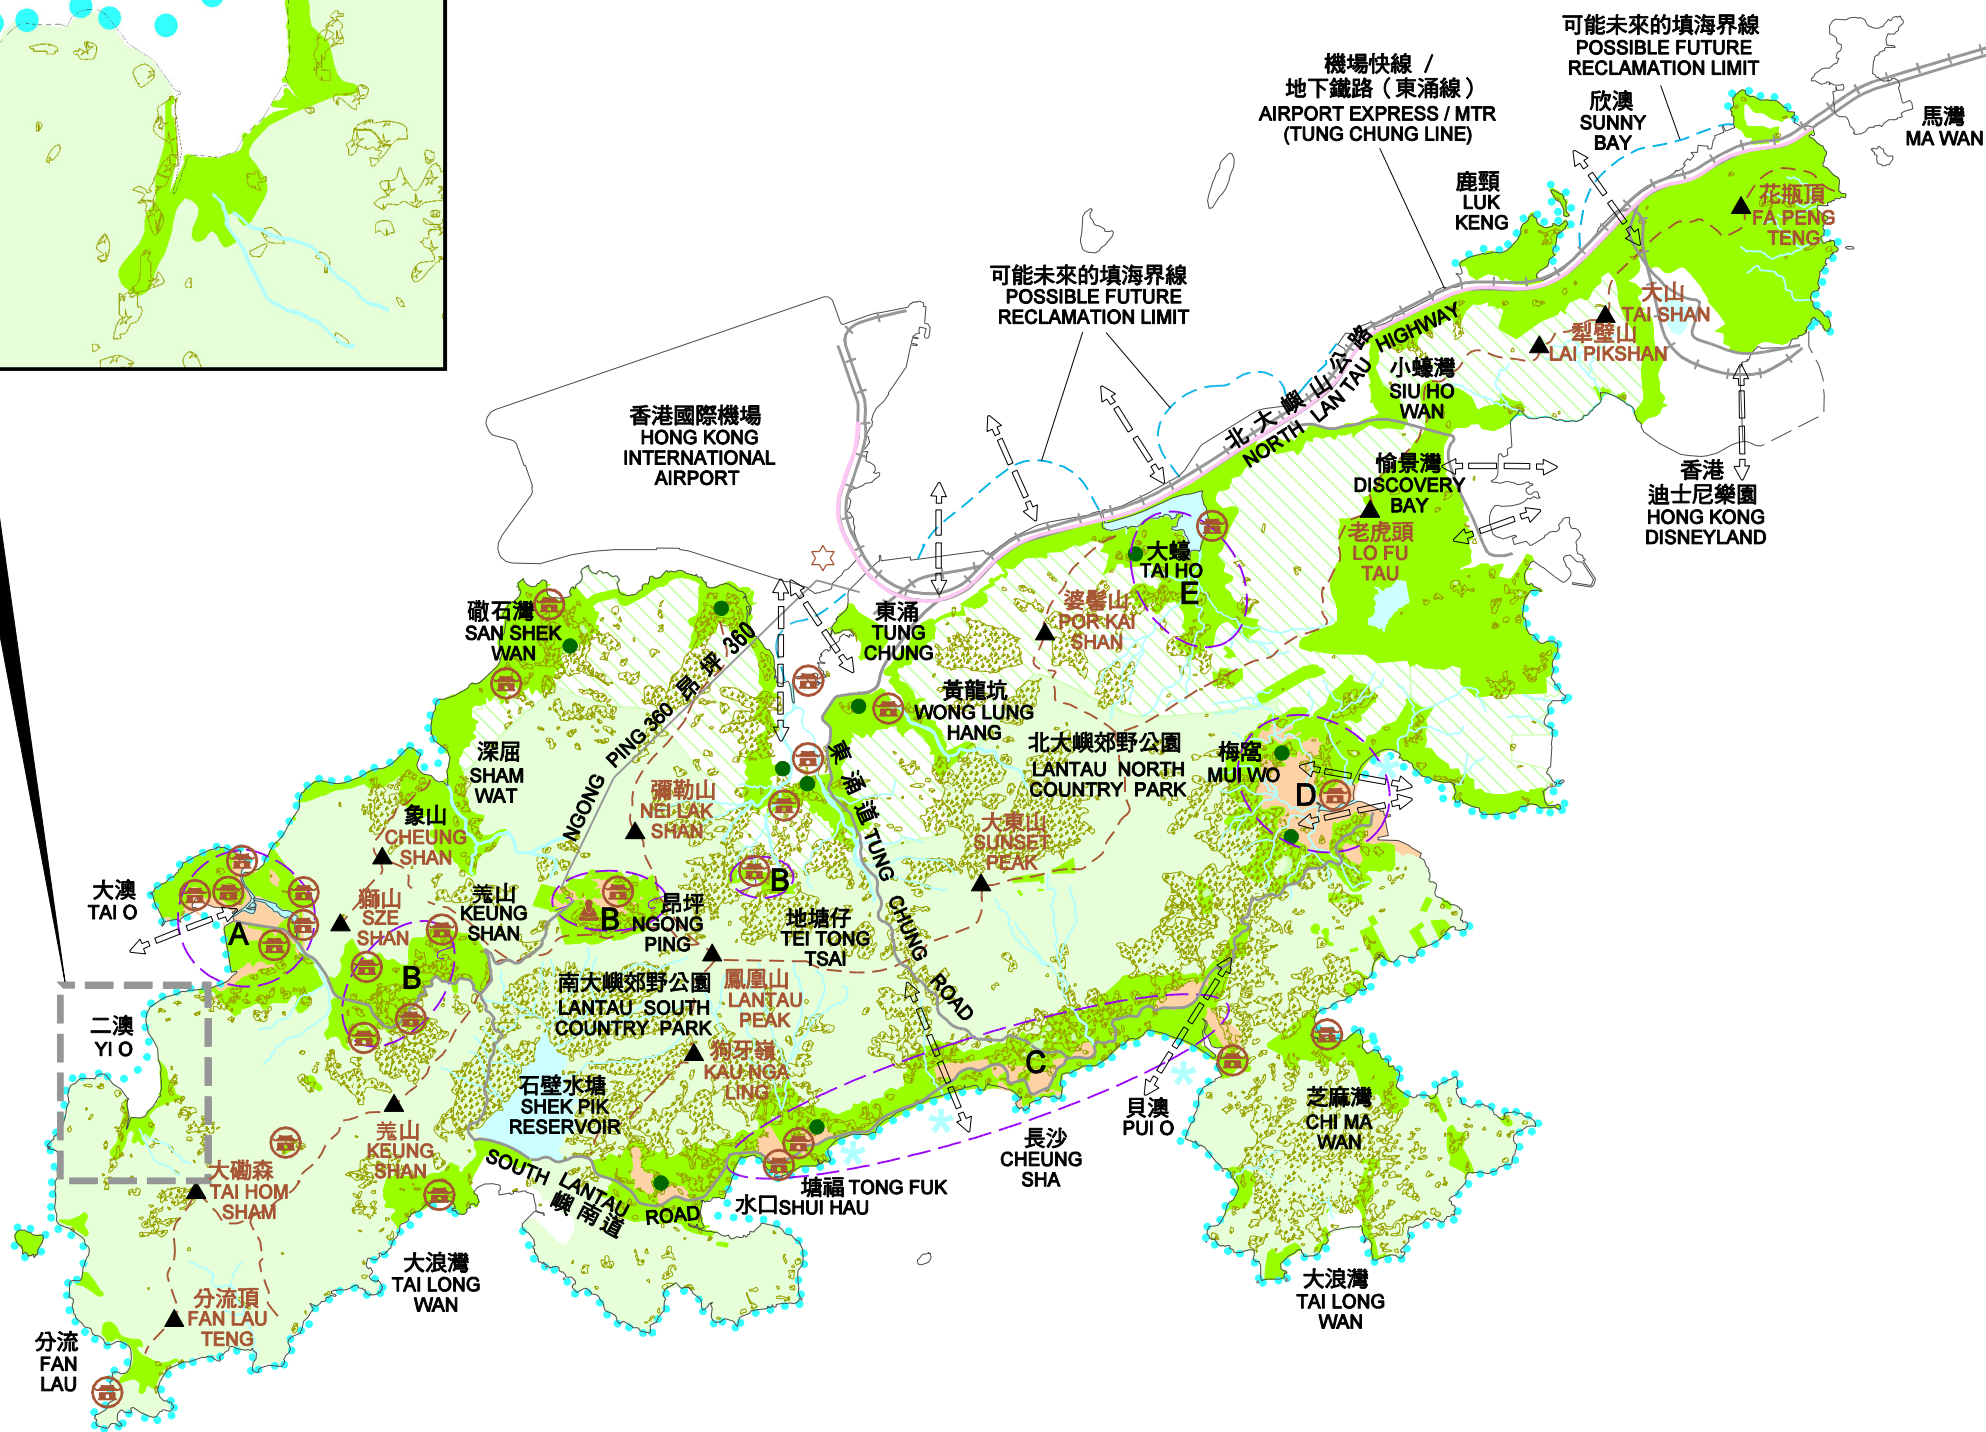 可能未來的填海界線
POSSIBLE FUTURE
RECLAMATION LIMIT
機場快線 /
地下鐵路（東涌線）
AIRPORT EXPRESS / MTR
(TUNG CHUNG LINE)
欣澳
SUNNY
BAY
馬灣
MA WAN
鹿頸
LUK
KENG
花瓶頂
FA PENG
TENG
可能未來的填海界線
POSSIBLE FUTURE
RECLAMATION LIMIT
大山
TAI SHAN
犁壁山
LAI PIKSHAN
北大嶼山公路
NORTH LANTAU HIGHWAY
小蠔灣
SIU HO
WAN
香港國際機場
HONG KONG
INTERNATIONAL
AIRPORT
愉景灣
DISCOVERY
BAY
香港
迪士尼樂園
HONG KONG
DISNEYLAND
老虎頭
LO FU
TAU
大蠔
TAI HO
E
䃟石灣
SAN SHEK
WAN
東涌
TUNG
CHUNG
婆髻山
POR KAI
SHAN
NGONG PING 360 昂坪 360
黃龍坑
WONG LUNG
HANG
深屈
SHAM
WAT
北大嶼郊野公園
LANTAU NORTH
COUNTRY PARK
梅窩
MUI WO
D
彌勒山
NEI LAK
SHAN
東涌道 TUNG CHUNG ROAD
象山
CHEUNG
SHAN
大東山
SUNSET
PEAK
大澳
TAI O
A
獅山
SZE
SHAN
羗山
KEUNG
SHAN
B
B
昂坪
NGONG
PING
B
地塘仔
TEI TONG
TSAI
南大嶼郊野公園
LANTAU SOUTH
COUNTRY PARK
鳳凰山
LANTAU
PEAK
二澳
YI O
狗牙嶺
KAU NGA
LING
C
石壁水塘
SHEK PIK
RESERVOIR
貝澳
PUI O
芝麻灣
CHI MA
WAN
羗山
KEUNG
SHAN
長沙
CHEUNG
SHA
大磡森
TAI HOM
SHAM
SOUTH LANTAU ROAD
嶼南道
塘福 TONG FUK
水口SHUI HAU
大浪灣
TAI LONG
WAN
大浪灣
TAI LONG
WAN
分流頂
FAN LAU
TENG
分流
FAN
LAU